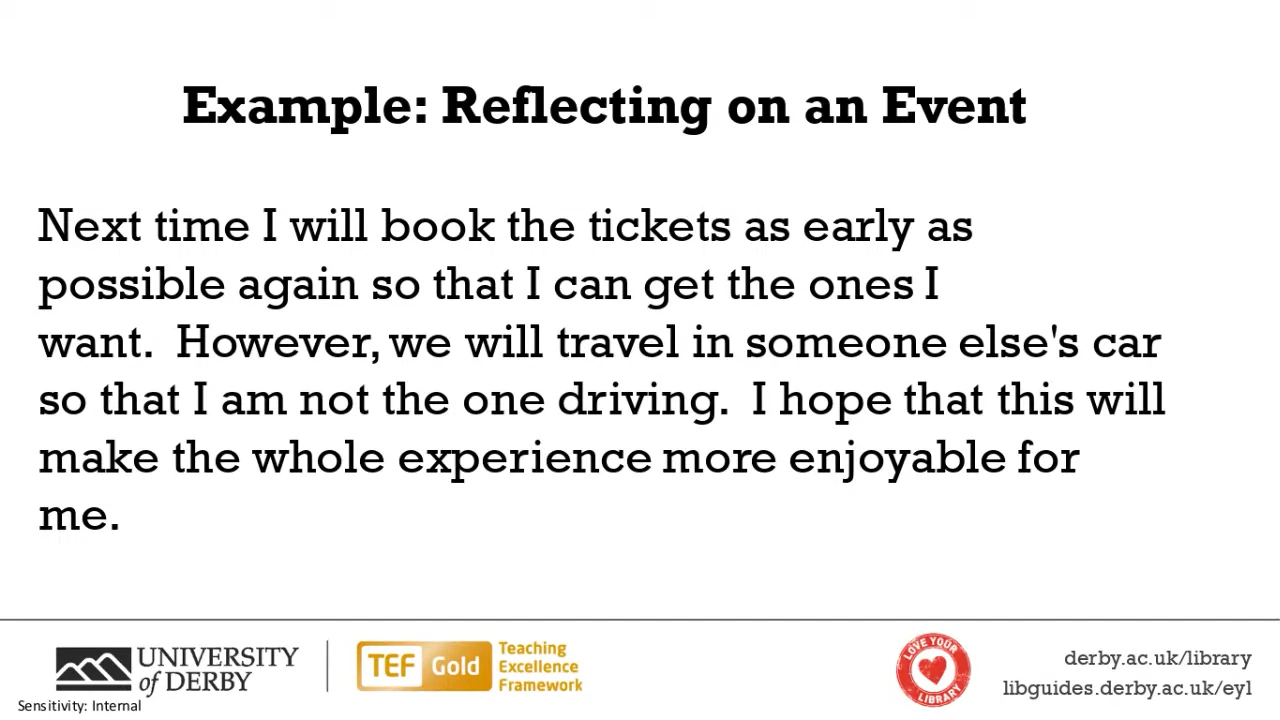 Example: Reflecting on an Event
Next time I will book the tickets as early as
possible again so that I can get the ones I
want.  However, we will travel in someone else's car
so that I am not the one driving.  I hope that this will
make the whole experience more enjoyable for
me.
UNIVERSITY
of DERBY
TEF Gold
Teaching
Excellence
Framework
LOVE YOUR
LIBRARY
derby.ac.uk/library
libguides.derby.ac.uk/eyl
Sensitivity: Internal